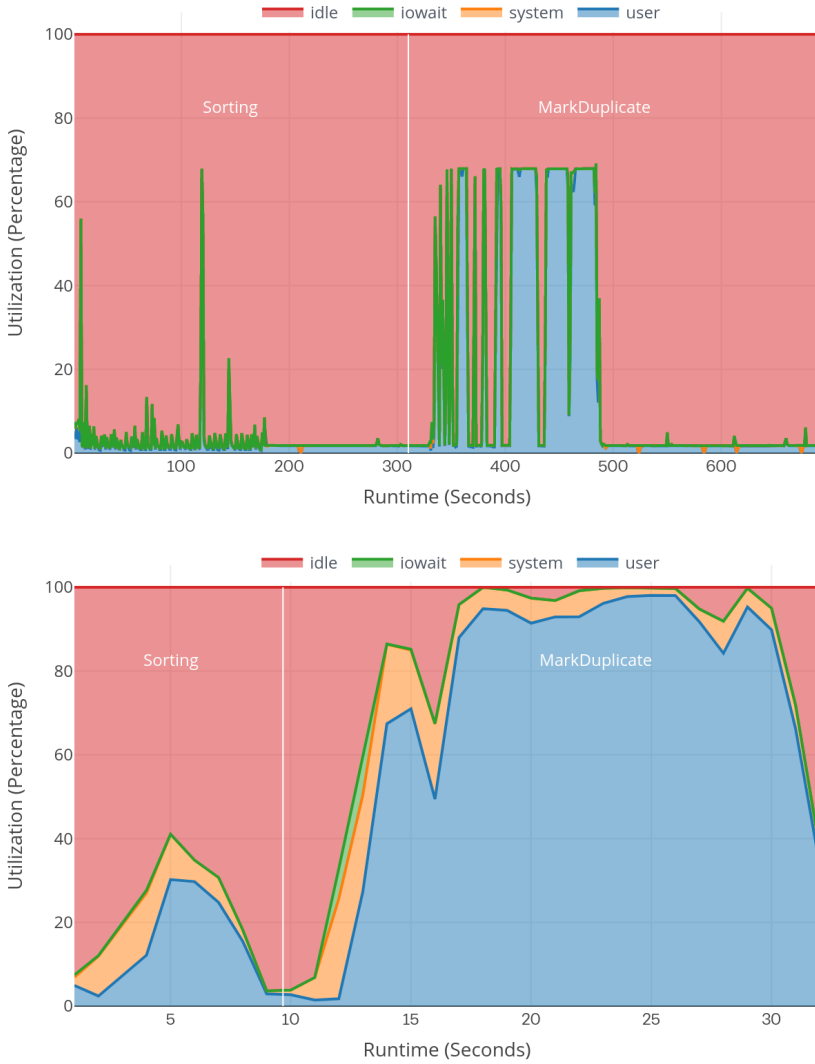 idle iowait system user
100
Sorting MarkDuplicate
80
60
40
20
0
100 200 300 400 500 600
Utilization (Percentage)
Runtime (Seconds)
idle iowait system user
100
Sorting MarkDuplicate
80
60
40
20
0
5 10 15 20 25 30
Utilization (Percentage)
Runtime (Seconds)